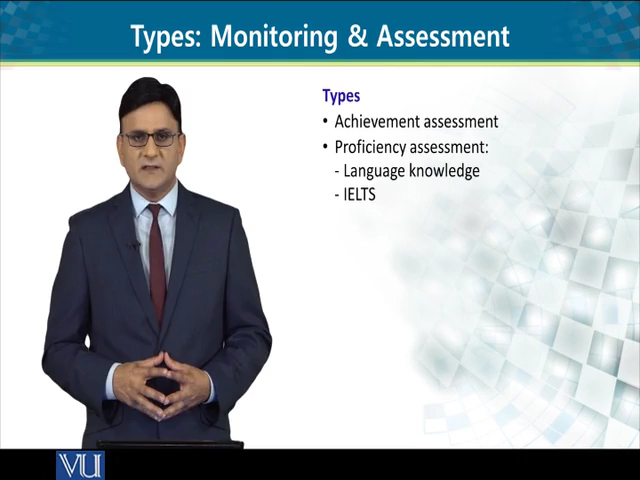 Types: Monitoring & Assessment
Types
• Achievement assessment
• Proficiency assessment:
- Language knowledge
- IELTS
VU